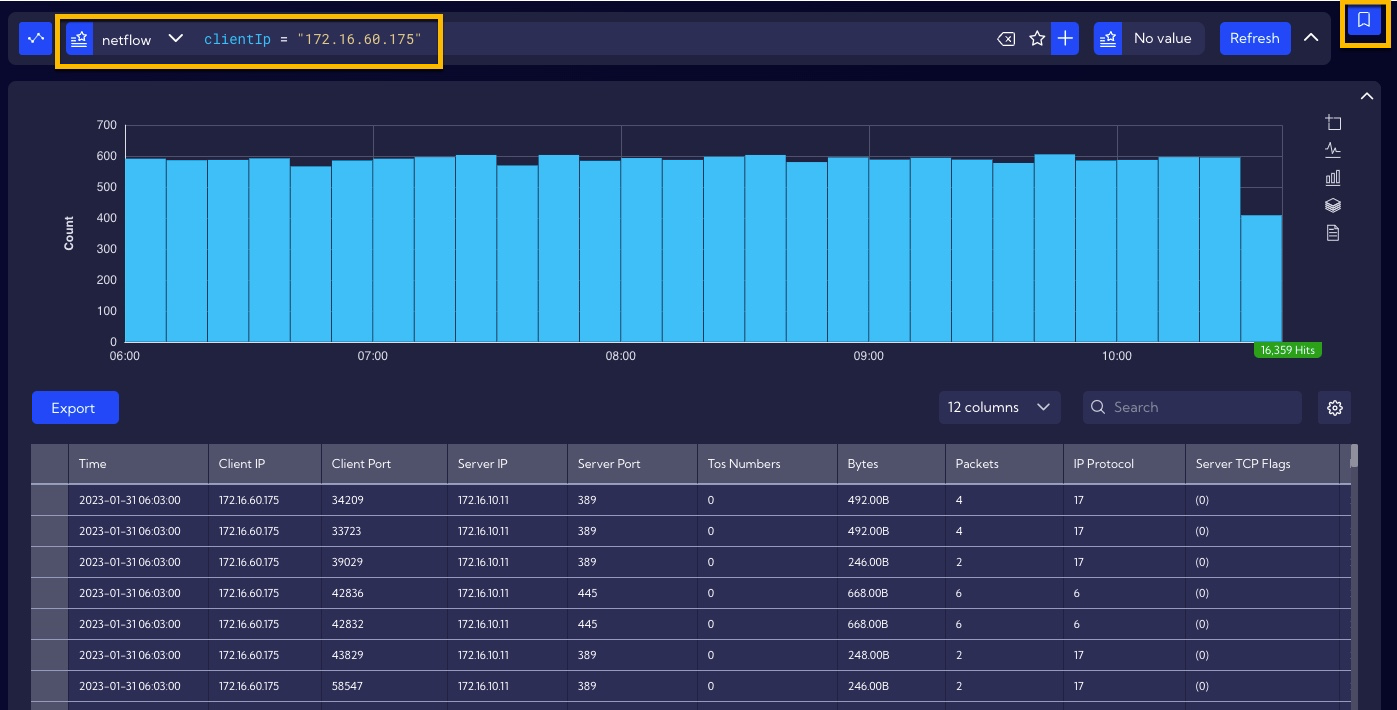 netflow clientIp = "172.16.60.175" No value Refresh
700
600
500
400
300
200
100
0
Count
06:00 07:00 08:00 09:00 10:00
16,359 Hits
Export 12 columns Search
Time Client IP Client Port Server IP Server Port Tos Numbers Bytes Packets IP Protocol Server TCP Flags
2023-01-31 06:03:00 172.16.60.175 34209 172.16.10.11 389 0 492.00B 4 17 (0)
2023-01-31 06:03:00 172.16.60.175 33723 172.16.10.11 389 0 492.00B 4 17 (0)
2023-01-31 06:03:00 172.16.60.175 39029 172.16.10.11 389 0 246.00B 2 17 (0)
2023-01-31 06:03:00 172.16.60.175 42836 172.16.10.11 445 0 668.00B 6 6 (0)
2023-01-31 06:03:00 172.16.60.175 42832 172.16.10.11 445 0 668.00B 6 6 (0)
2023-01-31 06:03:00 172.16.60.175 43829 172.16.10.11 389 0 248.00B 2 17 (0)
2023-01-31 06:03:00 172.16.60.175 58547 172.16.10.11 389 0 246.00B 2 17 (0)